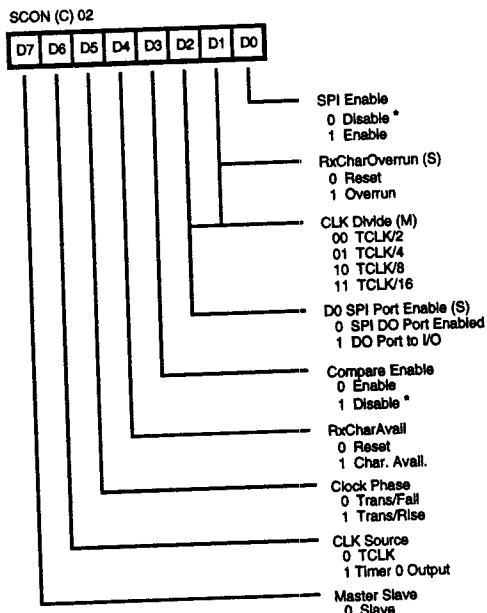 SCON (C) 02
D7 D6 D5 D4 D3 D2 D1 D0
SPI Enable
0 Disable *
1 Enable
RxCharOverrun (S)
0 Reset
1 Overrun
CLK Divide (M)
00 TCLK/2
01 TCLK/4
10 TCLK/8
11 TCLK/16
D0 SPI Port Enable (S)
0 SPI DO Port Enabled
1 DO Port to I/O
Compare Enable
0 Enable
1 Disable *
RxCharAvail
0 Reset
1 Char. Avail.
Clock Phase
0 Trans/Fall
1 Trans/Rise
CLK Source
0 TCLK
1 Timer 0 Output
Master Slave
0 Slave